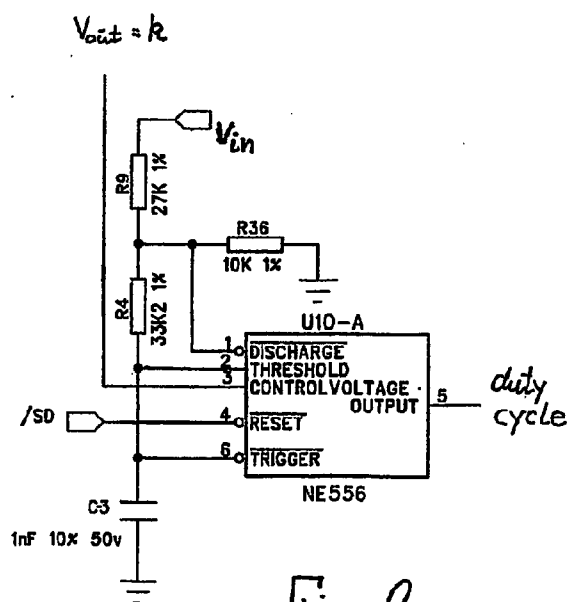 Vout = k
Vin
R9
27K 1%
R36
10K 1%
R4
33K2 1%
U10-A
1
DISCHARGE
2
THRESHOLD
3
CONTROLVOLTAGE
OUTPUT
5
duty
cycle
/SD
4
RESET
6
TRIGGER
NE556
C3
1nF 10% 50v